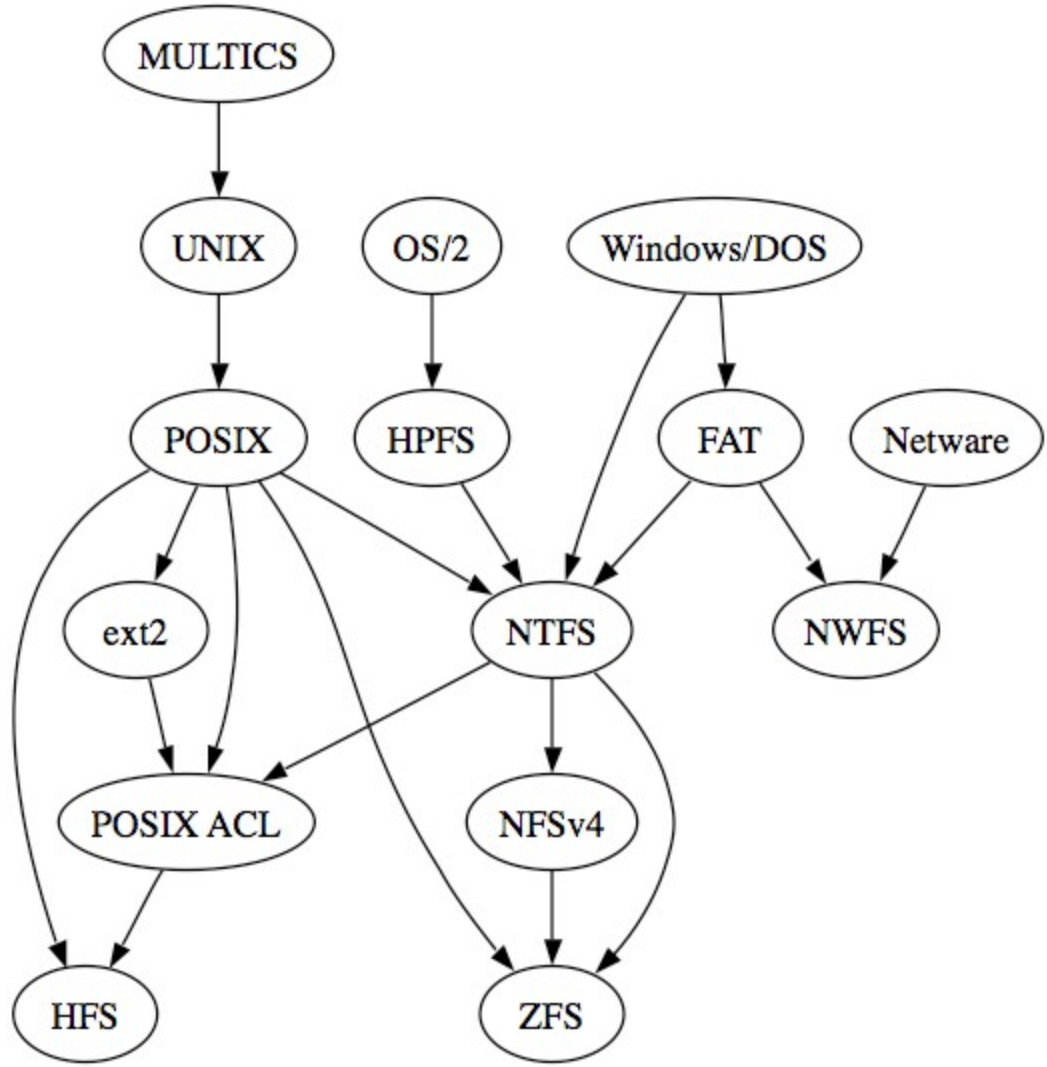 MULTICS
UNIX
OS/2
Windows/DOS
POSIX
HPFS
FAT
Netware
ext2
NTFS
NWFS
POSIX ACL
NFSv4
HFS
ZFS